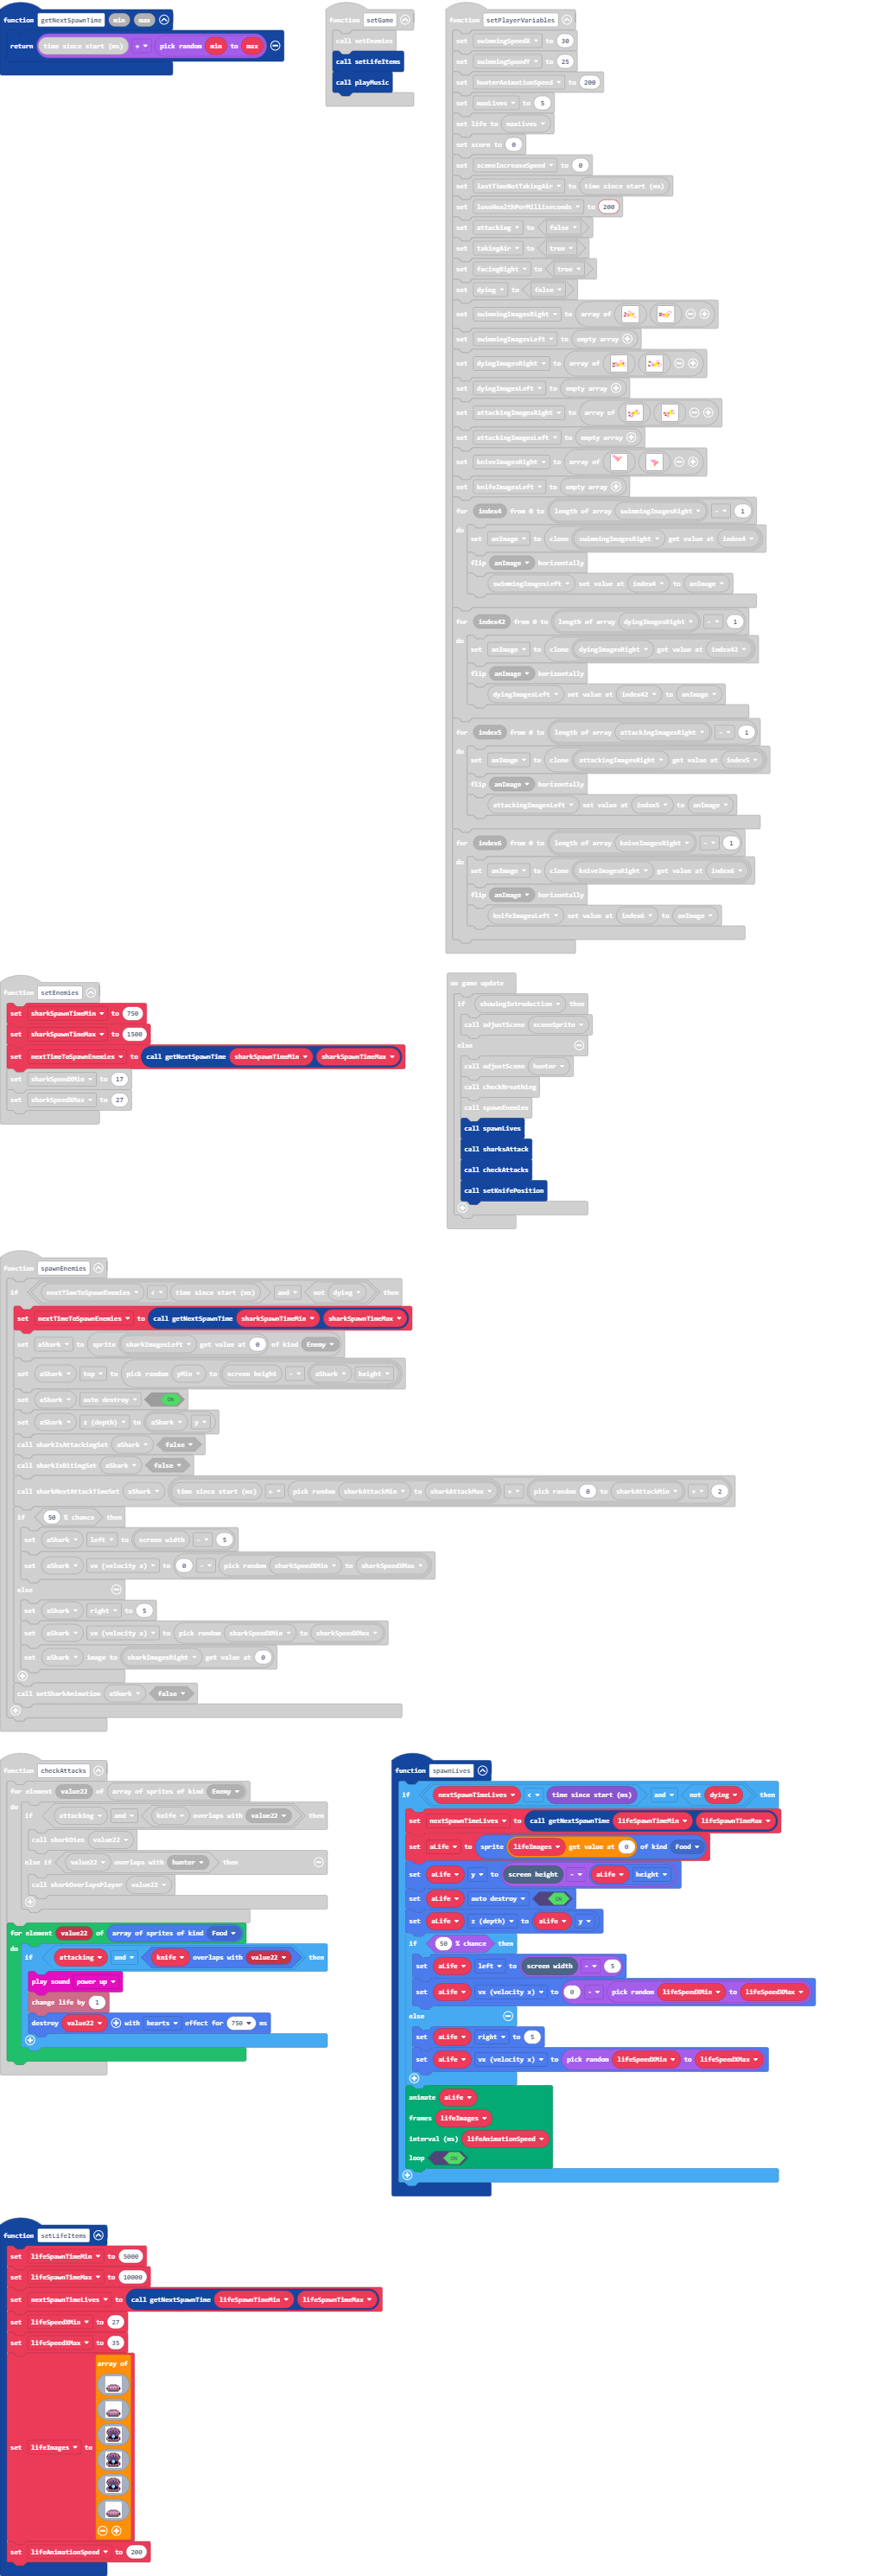 function getNextSpawnTime min max
return time since start (ms) + pick random min to max
function setGame
call setEnemies
call setLifeItems
call playMusic
function setPlayerVariables
set swimmingSpeedX to 30
set swimmingSpeedY to 25
set hunterAnimationSpeed to 200
set maxLives to 5
set life to maxLives
set score to 0
set sceneIncreaseSpeed to 0
set lastTimeNotTakingAir to time since start (ms)
set loseHealthPerMilliseconds to 200
set attacking to false
set takingAir to true
set facingRight to true
set dying to false
set swimmingImagesRight to array of
set swimmingImagesLeft to empty array
set dyingImagesRight to array of
set dyingImagesLeft to empty array
set attackingImagesRight to array of
set attackingImagesLeft to empty array
set kniveImagesRight to array of
set knifeImagesLeft to empty array
for index4 from 0 to length of array swimmingImagesRight - 1
do
set anImage to clone swimmingImagesRight get value at index4
flip anImage horizontally
swimmingImagesLeft set value at index4 to anImage
for index42 from 0 to length of array dyingImagesRight - 1
do
set anImage to clone dyingImagesRight get value at index42
flip anImage horizontally
dyingImagesLeft set value at index42 to anImage
for index5 from 0 to length of array attackingImagesRight - 1
do
set anImage to clone attackingImagesRight get value at index5
flip anImage horizontally
attackingImagesLeft set value at index5 to anImage
for index6 from 0 to length of array kniveImagesRight - 1
do
set anImage to clone kniveImagesRight get value at index6
flip anImage horizontally
knifeImagesLeft set value at index6 to anImage
function setEnemies
set sharkSpawnTimeMin to 750
set sharkSpawnTimeMax to 1500
set nextTimeToSpawnEnemies to call getNextSpawnTime sharkSpawnTimeMin sharkSpawnTimeMax
set sharkSpeedXMin to 17
set sharkSpeedXMax to 27
on game update
if showingIntroduction then
call adjustScene sceneSprite
else
call adjustScene hunter
call checkBreathing
call spawnEnemies
call spawnLives
call sharksAttack
call checkAttacks
call setKnifePosition
function spawnEnemies
if nextTimeToSpawnEnemies < time since start (ms) and not dying then
set nextTimeToSpawnEnemies to call getNextSpawnTime sharkSpawnTimeMin sharkSpawnTimeMax
set aShark to sprite sharkImagesLeft get value at 0 of kind Enemy
set aShark top to pick random yMin to screen height - aShark height
set aShark auto destroy ON
set aShark z (depth) to aShark y
call sharkIsAttackingSet aShark false
call sharkIsBitingSet aShark false
call sharkNextAttackTimeSet aShark time since start (ms) + pick random sharkAttackMin to sharkAttackMax + pick random 0 to sharkAttackMin ÷ 2
if 50 % chance then
set aShark left to screen width - 5
set aShark vx (velocity x) to 0 - pick random sharkSpeedXMin to sharkSpeedXMax
else
set aShark right to 5
set aShark vx (velocity x) to pick random sharkSpeedXMin to sharkSpeedXMax
set aShark image to sharkImagesRight get value at 0
call setSharkAnimation aShark false
function checkAttacks
for element value22 of array of sprites of kind Enemy
do
if attacking and knife overlaps with value22 then
call sharkDies value22
else if value22 overlaps with hunter then
call sharkOverlapsPlayer value22
for element value22 of array of sprites of kind Food
do
if attacking and knife overlaps with value22 then
play sound power up
change life by 1
destroy value22 with hearts effect for 750 ms
function spawnLives
if nextSpawnTimeLives < time since start (ms) and not dying then
set nextSpawnTimeLives to call getNextSpawnTime lifeSpawnTimeMin lifeSpawnTimeMax
set aLife to sprite lifeImages get value at 0 of kind Food
set aLife y to screen height - aLife height
set aLife auto destroy ON
set aLife z (depth) to aLife y
if 50 % chance then
set aLife left to screen width - 5
set aLife vx (velocity x) to 0 - pick random lifeSpeedXMin to lifeSpeedXMax
else
set aLife right to 5
set aLife vx (velocity x) to pick random lifeSpeedXMin to lifeSpeedXMax
animate aLife
frames lifeImages
interval (ms) lifeAnimationSpeed
loop ON
function setLifeItems
set lifeSpawnTimeMin to 5000
set lifeSpawnTimeMax to 10000
set nextSpawnTimeLives to call getNextSpawnTime lifeSpawnTimeMin lifeSpawnTimeMax
set lifeSpeedXMin to 27
set lifeSpeedXMax to 35
set lifeImages to array of
set lifeAnimationSpeed to 200